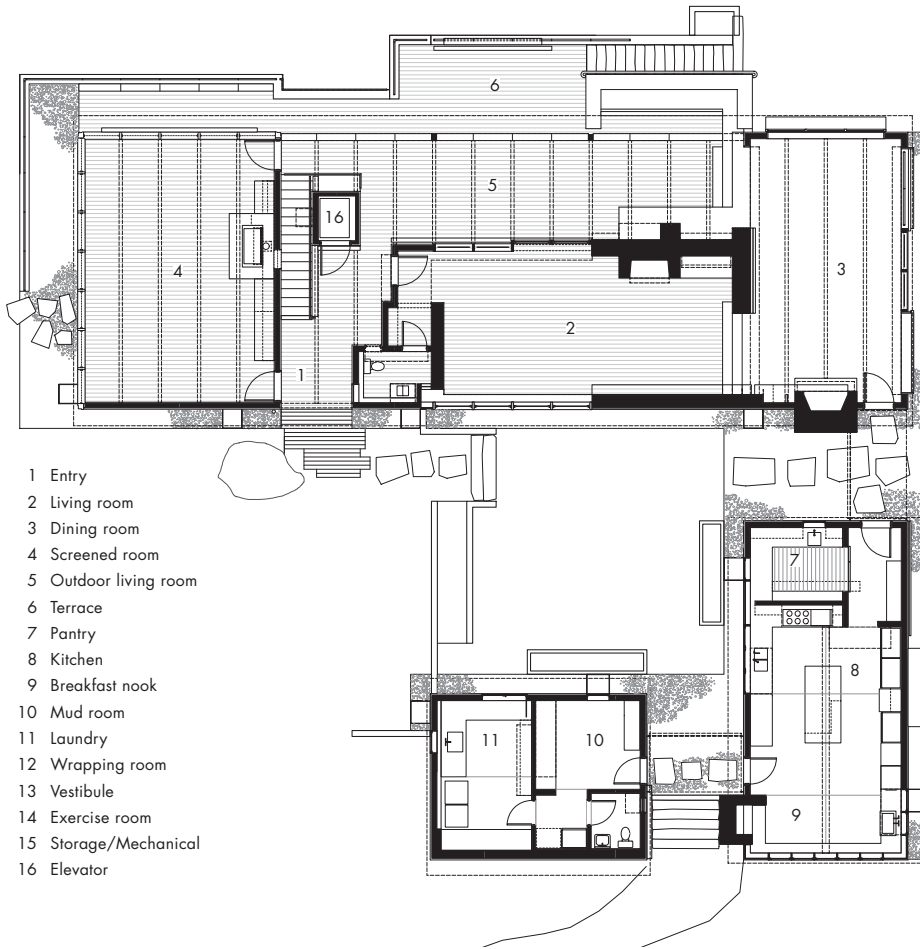 6
5
16
4
3
2
1
1 Entry
2 Living room
3 Dining room
4 Screened room
5 Outdoor living room
6 Terrace
7 Pantry
8 Kitchen
9 Breakfast nook
10 Mud room
11 Laundry
12 Wrapping room
13 Vestibule
14 Exercise room
15 Storage/Mechanical
16 Elevator
7
8
11
10
9